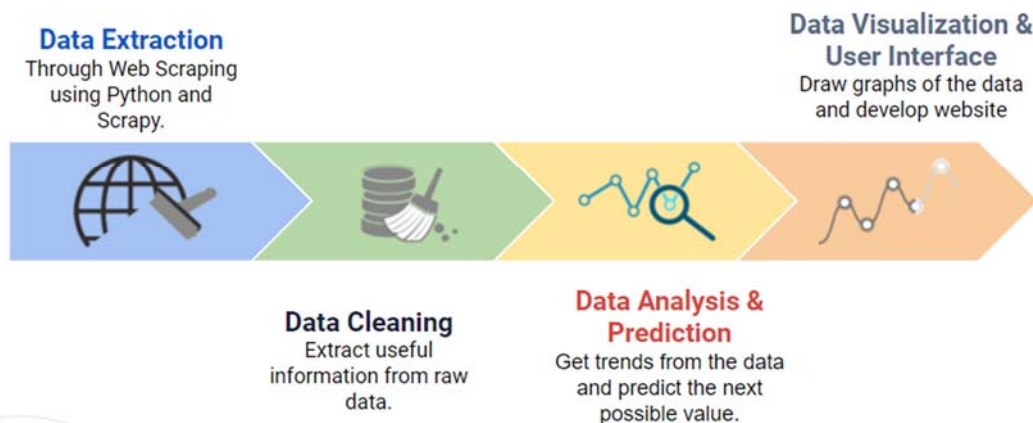 Data Extraction
Through Web Scraping
using Python and
Scrapy.
Data Cleaning
Extract useful
information from raw
data.
Data Analysis &
Prediction
Get trends from the data
and predict the next
possible value.
Data Visualization &
User Interface
Draw graphs of the data
and develop website